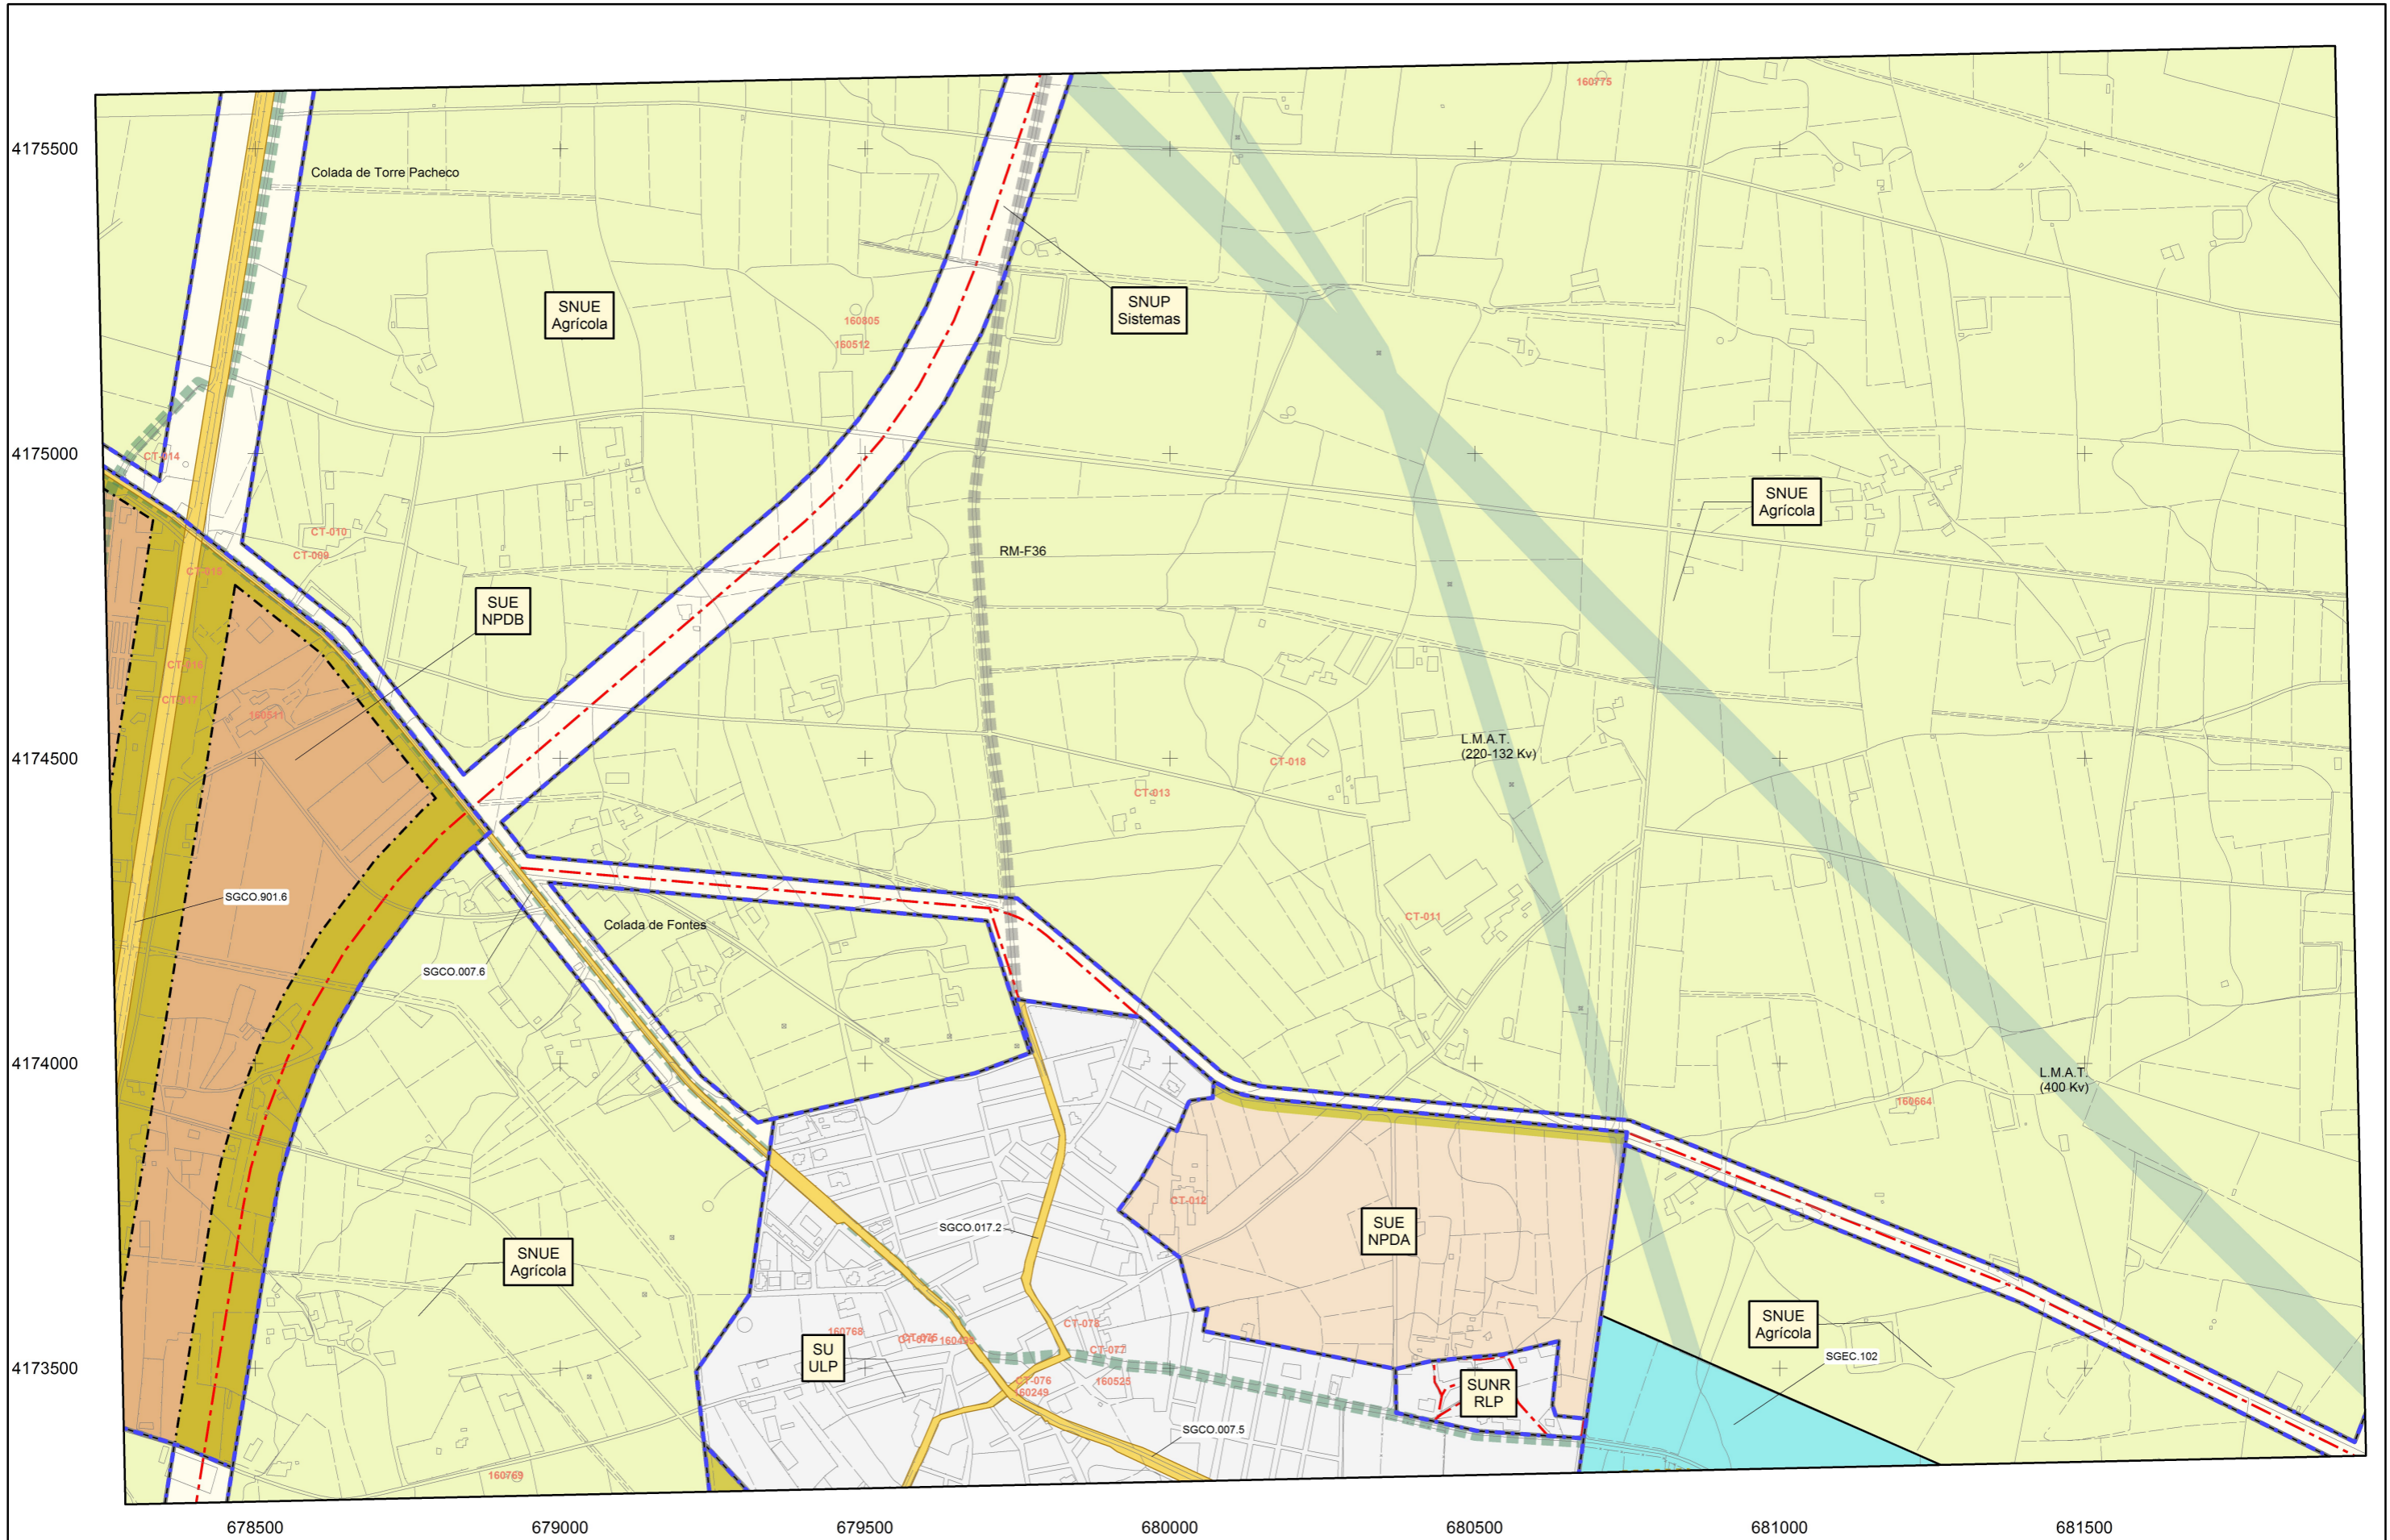 160775
4175500
Colada de Torre Pacheco
SNUE
Agrícola
SNUP
Sistemas
160805
160512
4175000
CT-014
SNUE
Agrícola
CT-010
CT-009
RM-F36
CT-015
SUE
NPDB
CT-016
CT-017
160511
L.M.A.T.
(220-132 Kv)
4174500
CT-018
CT-013
SGCO.901.6
CT-011
Colada de Fontes
SGCO.007.6
4174000
L.M.A.T.
(400 Kv)
160664
CT-012
SGCO.017.2
SUE
NPDA
SNUE
Agrícola
SNUE
Agrícola
160768
CT-078
SU
ULP
CT-077
SGEC.102
4173500
CT-076
160525
160249
SUNR
RLP
SGCO.007.5
160769
678500
679000
679500
680000
680500
681000
681500